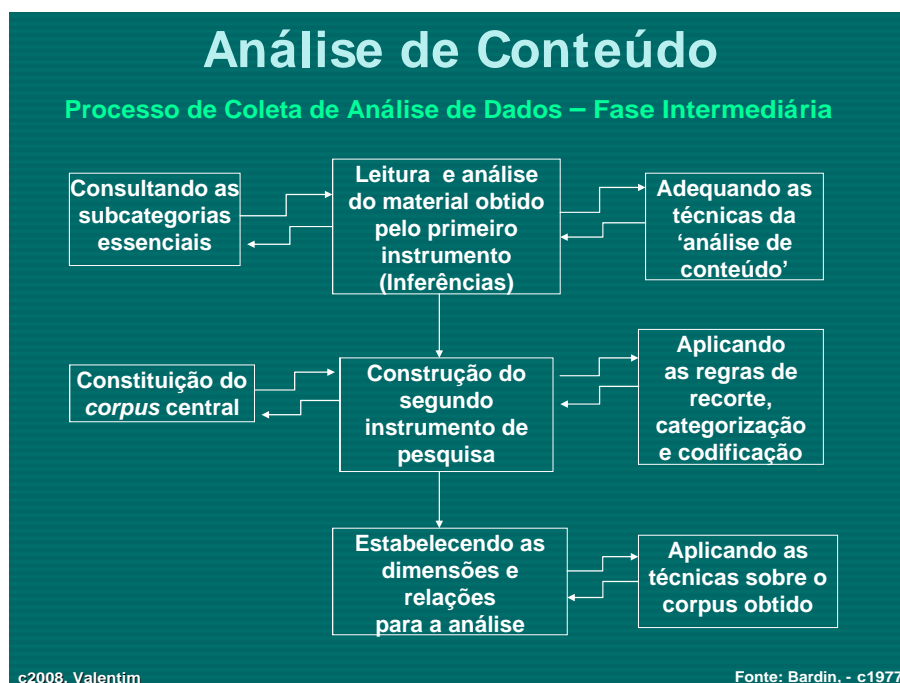 Análise de Conteúdo
Processo de Coleta de Análise de Dados – Fase Intermediária
Consultando as
subcategorias
essenciais
Leitura e análise
do material obtido
pelo primeiro
instrumento
(Inferências)
Adequando as
técnicas da
‘análise de
conteúdo’
Constituição do
corpus central
Construção do
segundo
instrumento de
pesquisa
Aplicando
as regras de
recorte,
categorização
e codificação
Estabelecendo as
dimensões e
relações
para a análise
Aplicando as
técnicas sobre o
corpus obtido
c2008, Valentim
Fonte: Bardin, - c1977